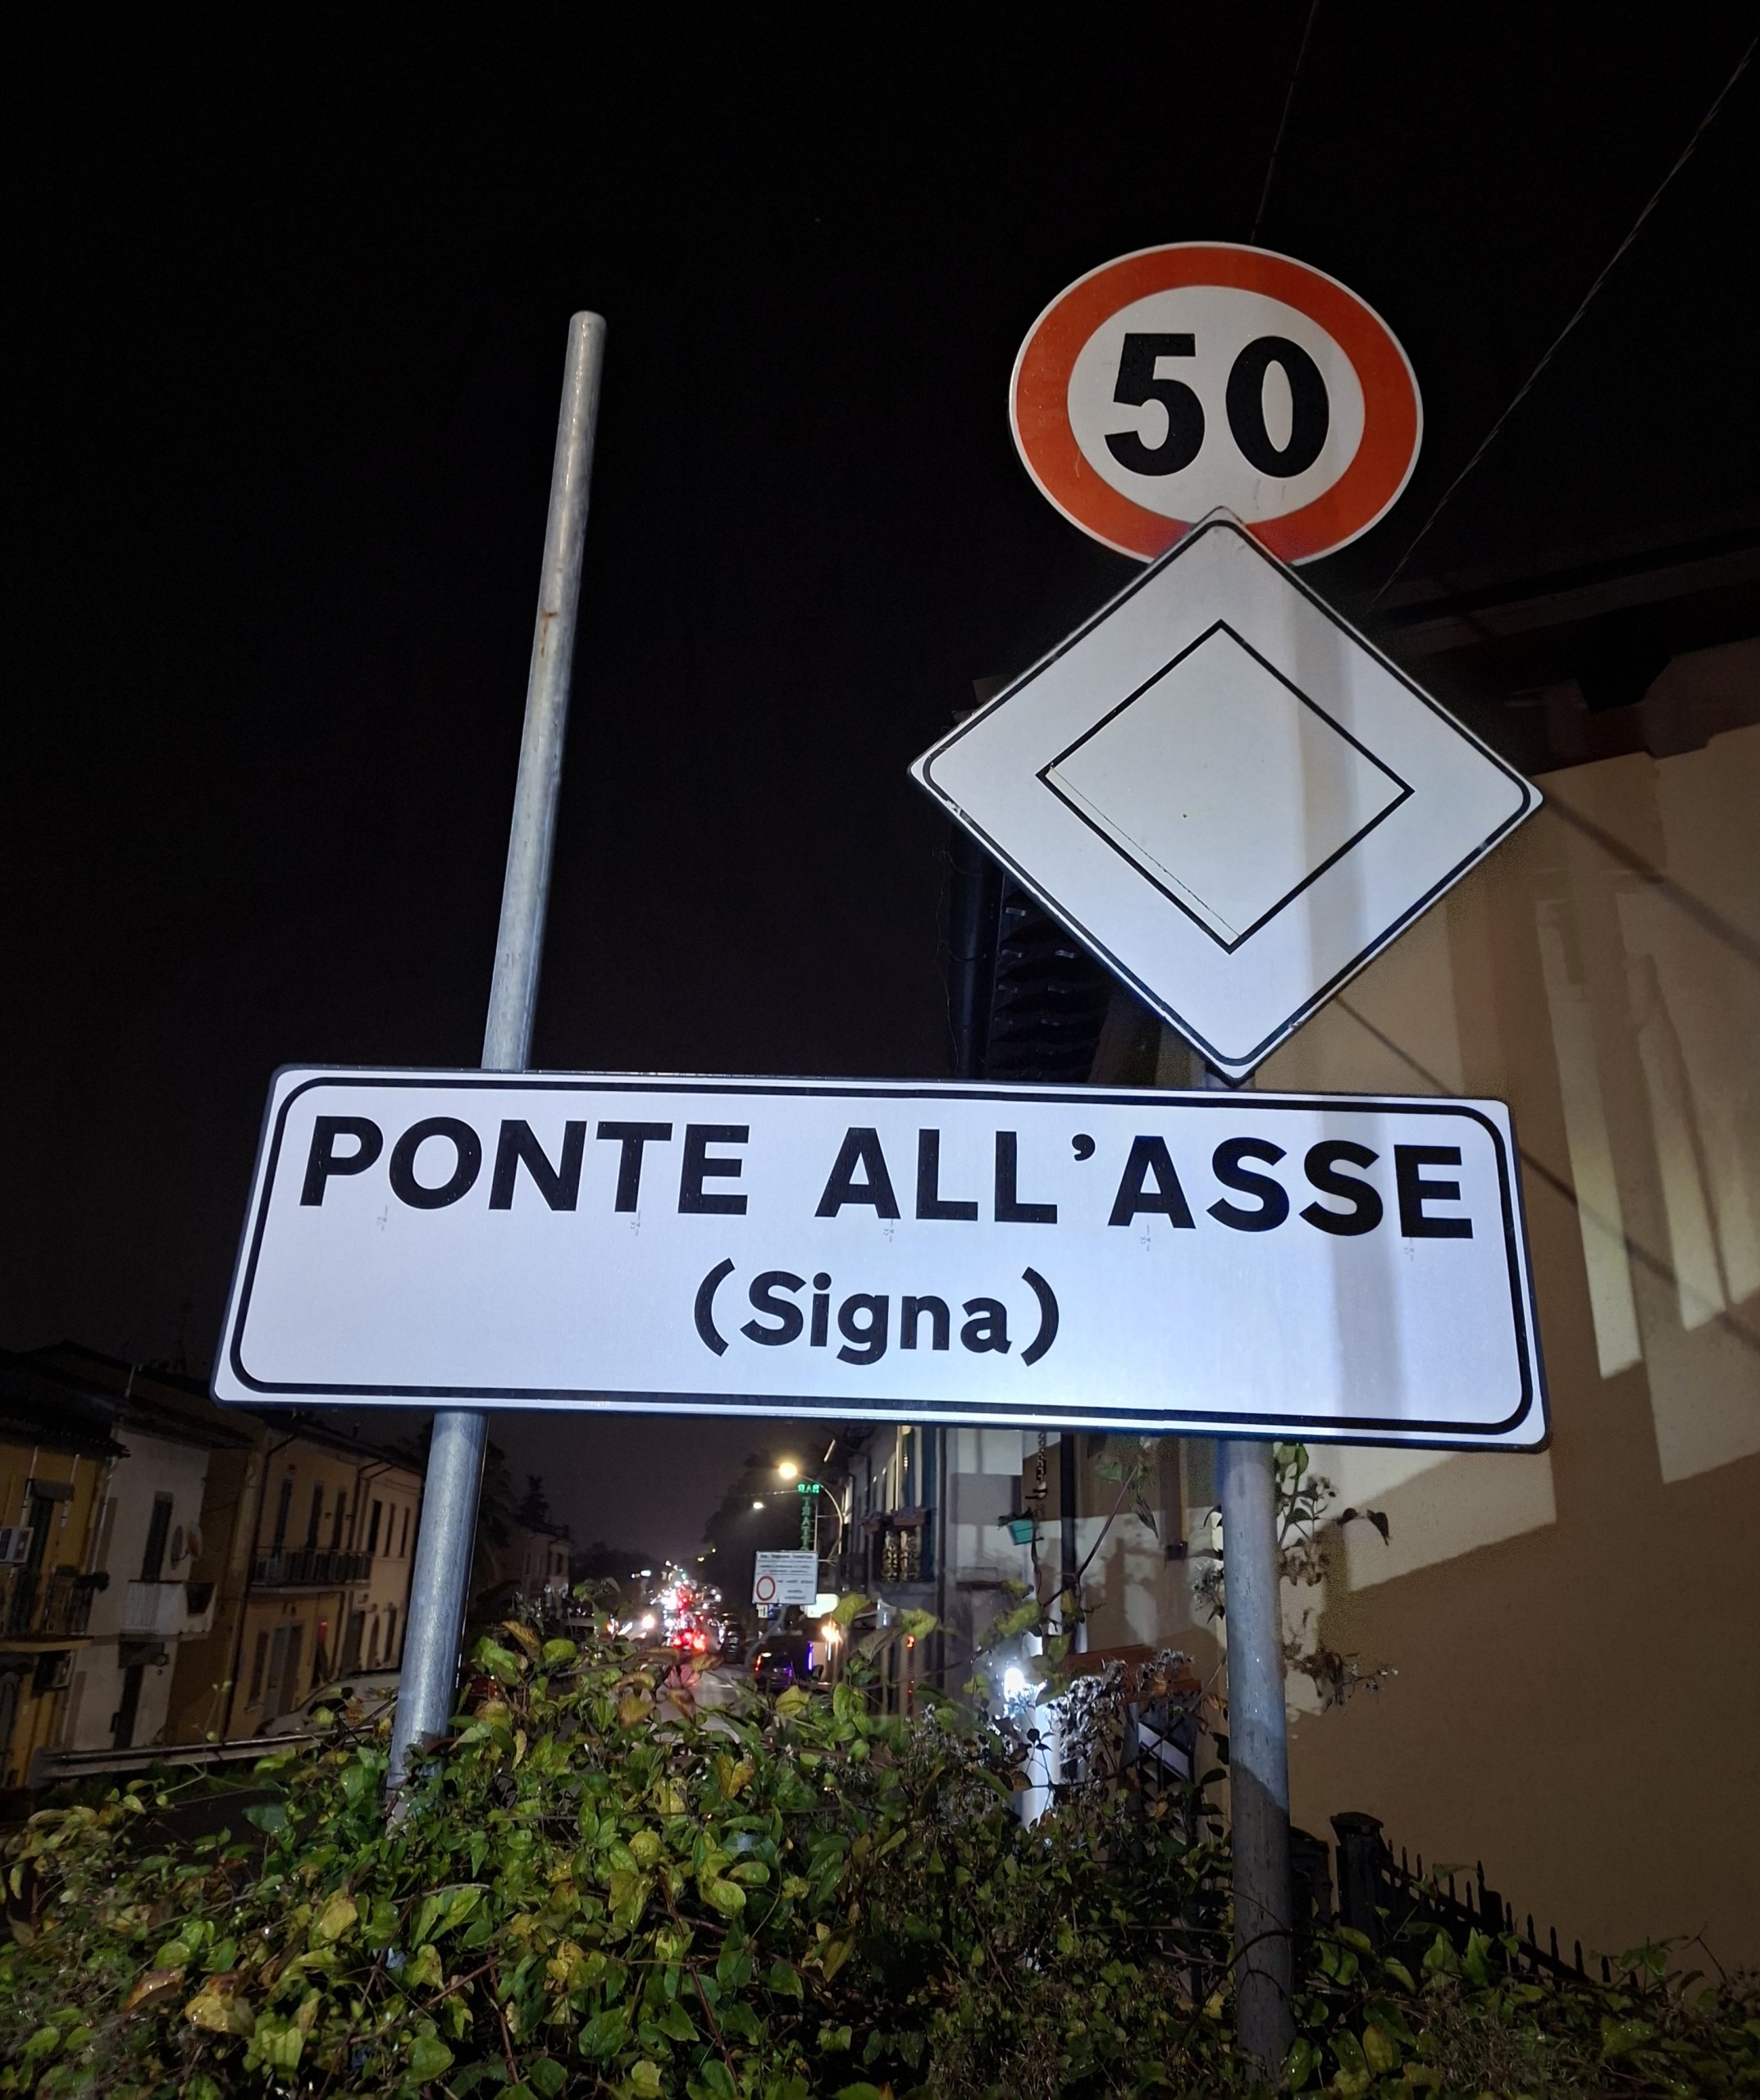 50
PONTE ALL'ASSE
(Signa)